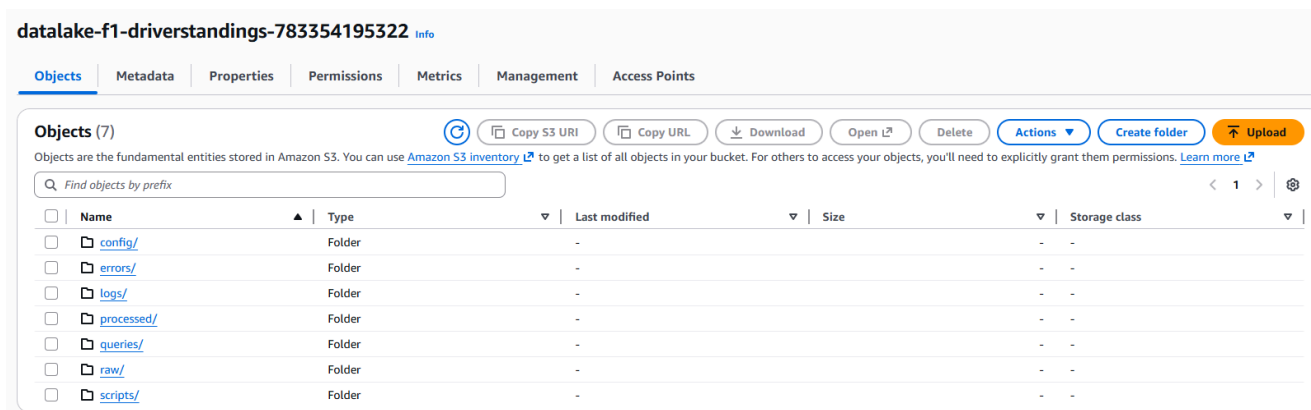 datalake-f1-driverstandings-783354195322 Info
Objects Metadata Properties Permissions Metrics Management Access Points
Objects (7) Copy S3 URI Copy URL Download Open Delete Actions Create folder Upload
Objects are the fundamental entities stored in Amazon S3. You can use Amazon S3 inventory to get a list of all objects in your bucket. For others to access your objects, you'll need to explicitly grant them permissions. Learn more
Find objects by prefix 1
Name Type Last modified Size Storage class
config/ Folder - - -
errors/ Folder - - -
logs/ Folder - - -
processed/ Folder - - -
queries/ Folder - - -
raw/ Folder - - -
scripts/ Folder - - -